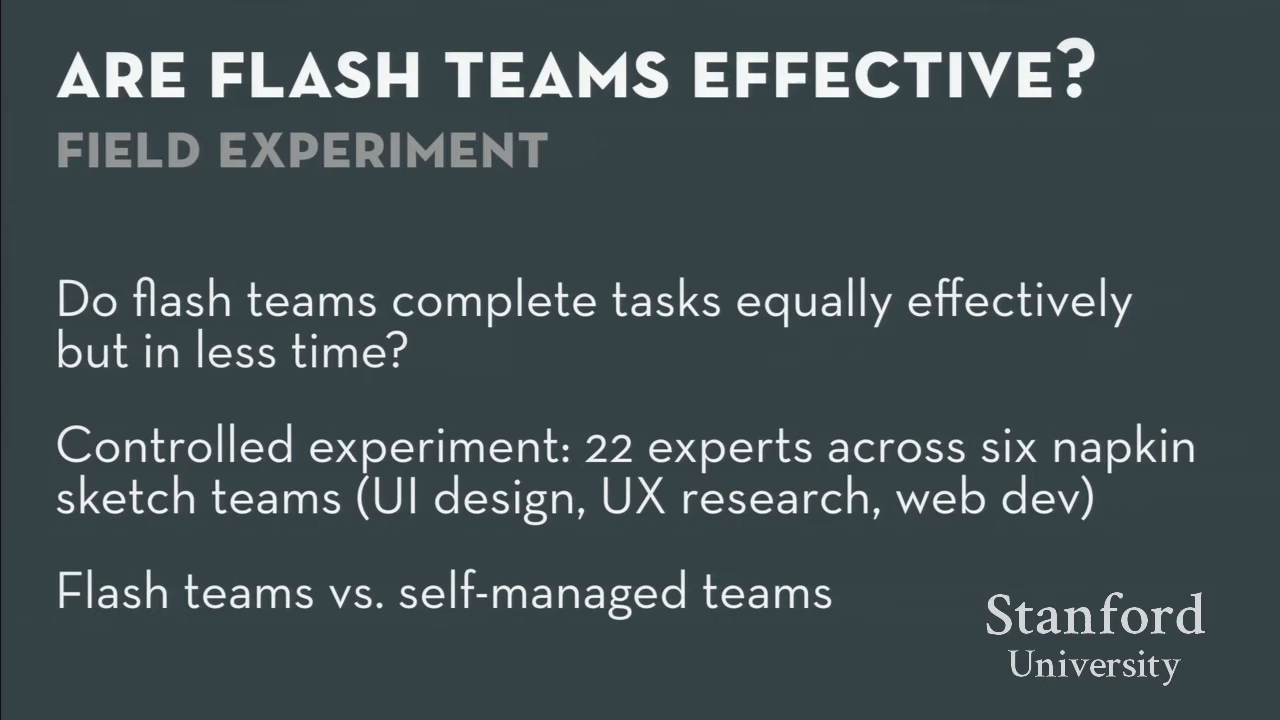 ARE FLASH TEAMS EFFECTIVE?
FIELD EXPERIMENT
Do flash teams complete tasks equally effectively
but in less time?
Controlled experiment: 22 experts across six napkin
sketch teams (UI design, UX research, web dev)
Flash teams vs. self-managed teams
Stanford
University